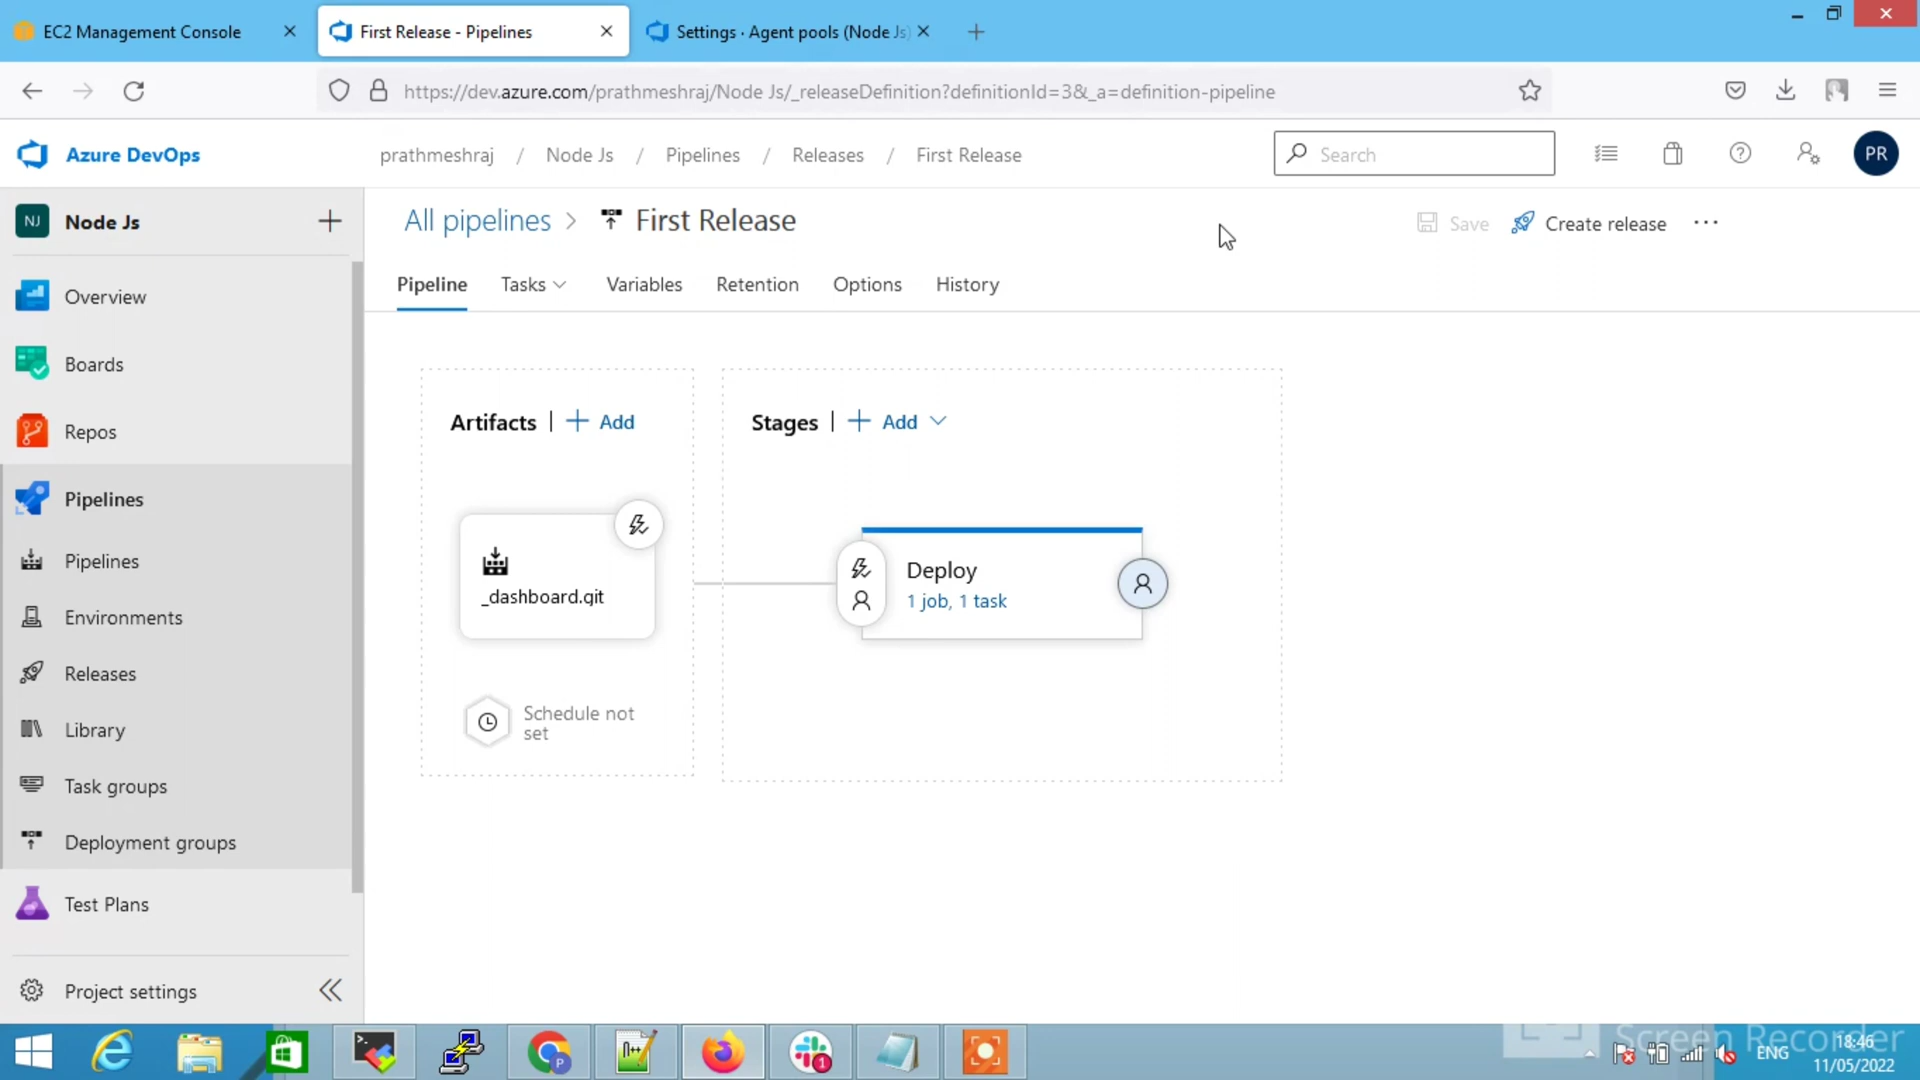 EC2 Management Console
First Release - Pipelines
Settings · Agent pools (Node Js)
https://dev.azure.com/prathmeshraj/Node Js/_releaseDefinition?definitionId=3&_a=definition-pipeline
Azure DevOps
prathmeshraj / Node Js / Pipelines / Releases / First Release
Search
PR
NJ Node Js
All pipelines > First Release
Save
Create release
Pipeline
Tasks
Variables
Retention
Options
History
Overview
Boards
Repos
Pipelines
Pipelines
Environments
Releases
Library
Task groups
Deployment groups
Test Plans
Project settings
Artifacts | + Add
_dashboard.git
Schedule not
set
Stages | + Add
Deploy
1 job, 1 task
Screen Recorder
ENG
18:46
11/05/2022